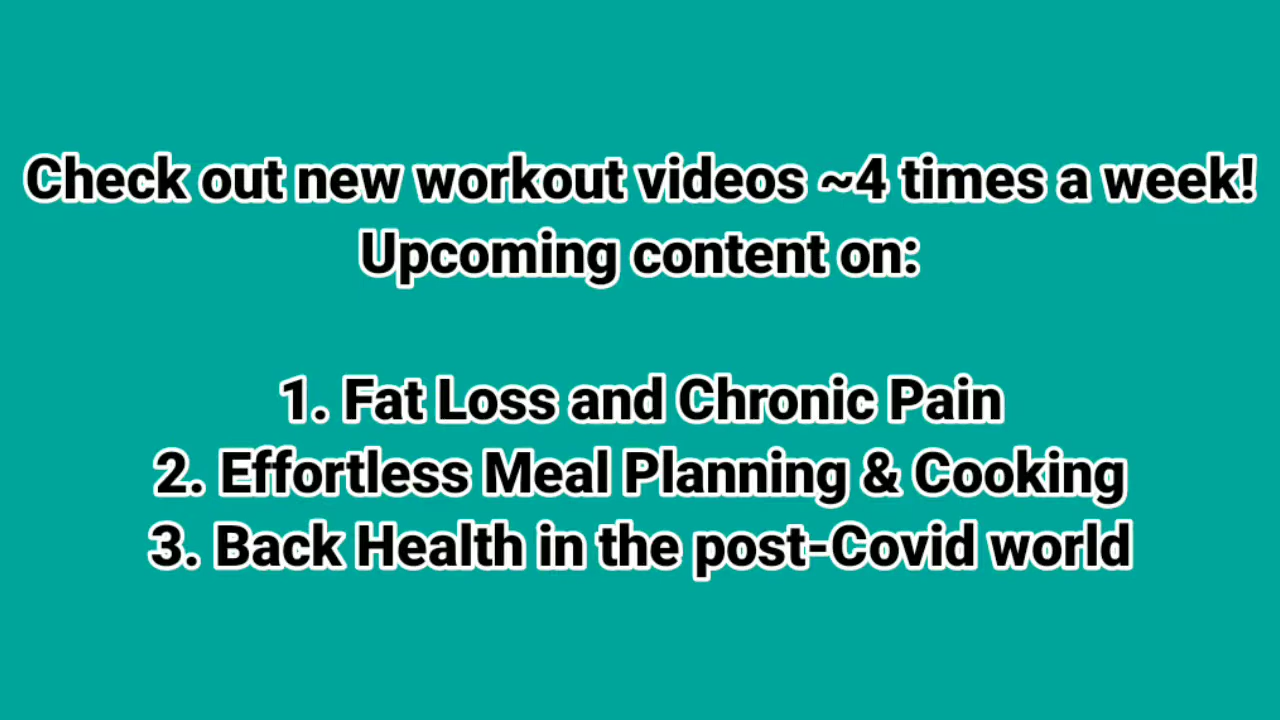 Check out new workout videos ~4 times a week!
Upcoming content on:
1. Fat Loss and Chronic Pain
2. Effortless Meal Planning & Cooking
3. Back Health in the post-Covid world